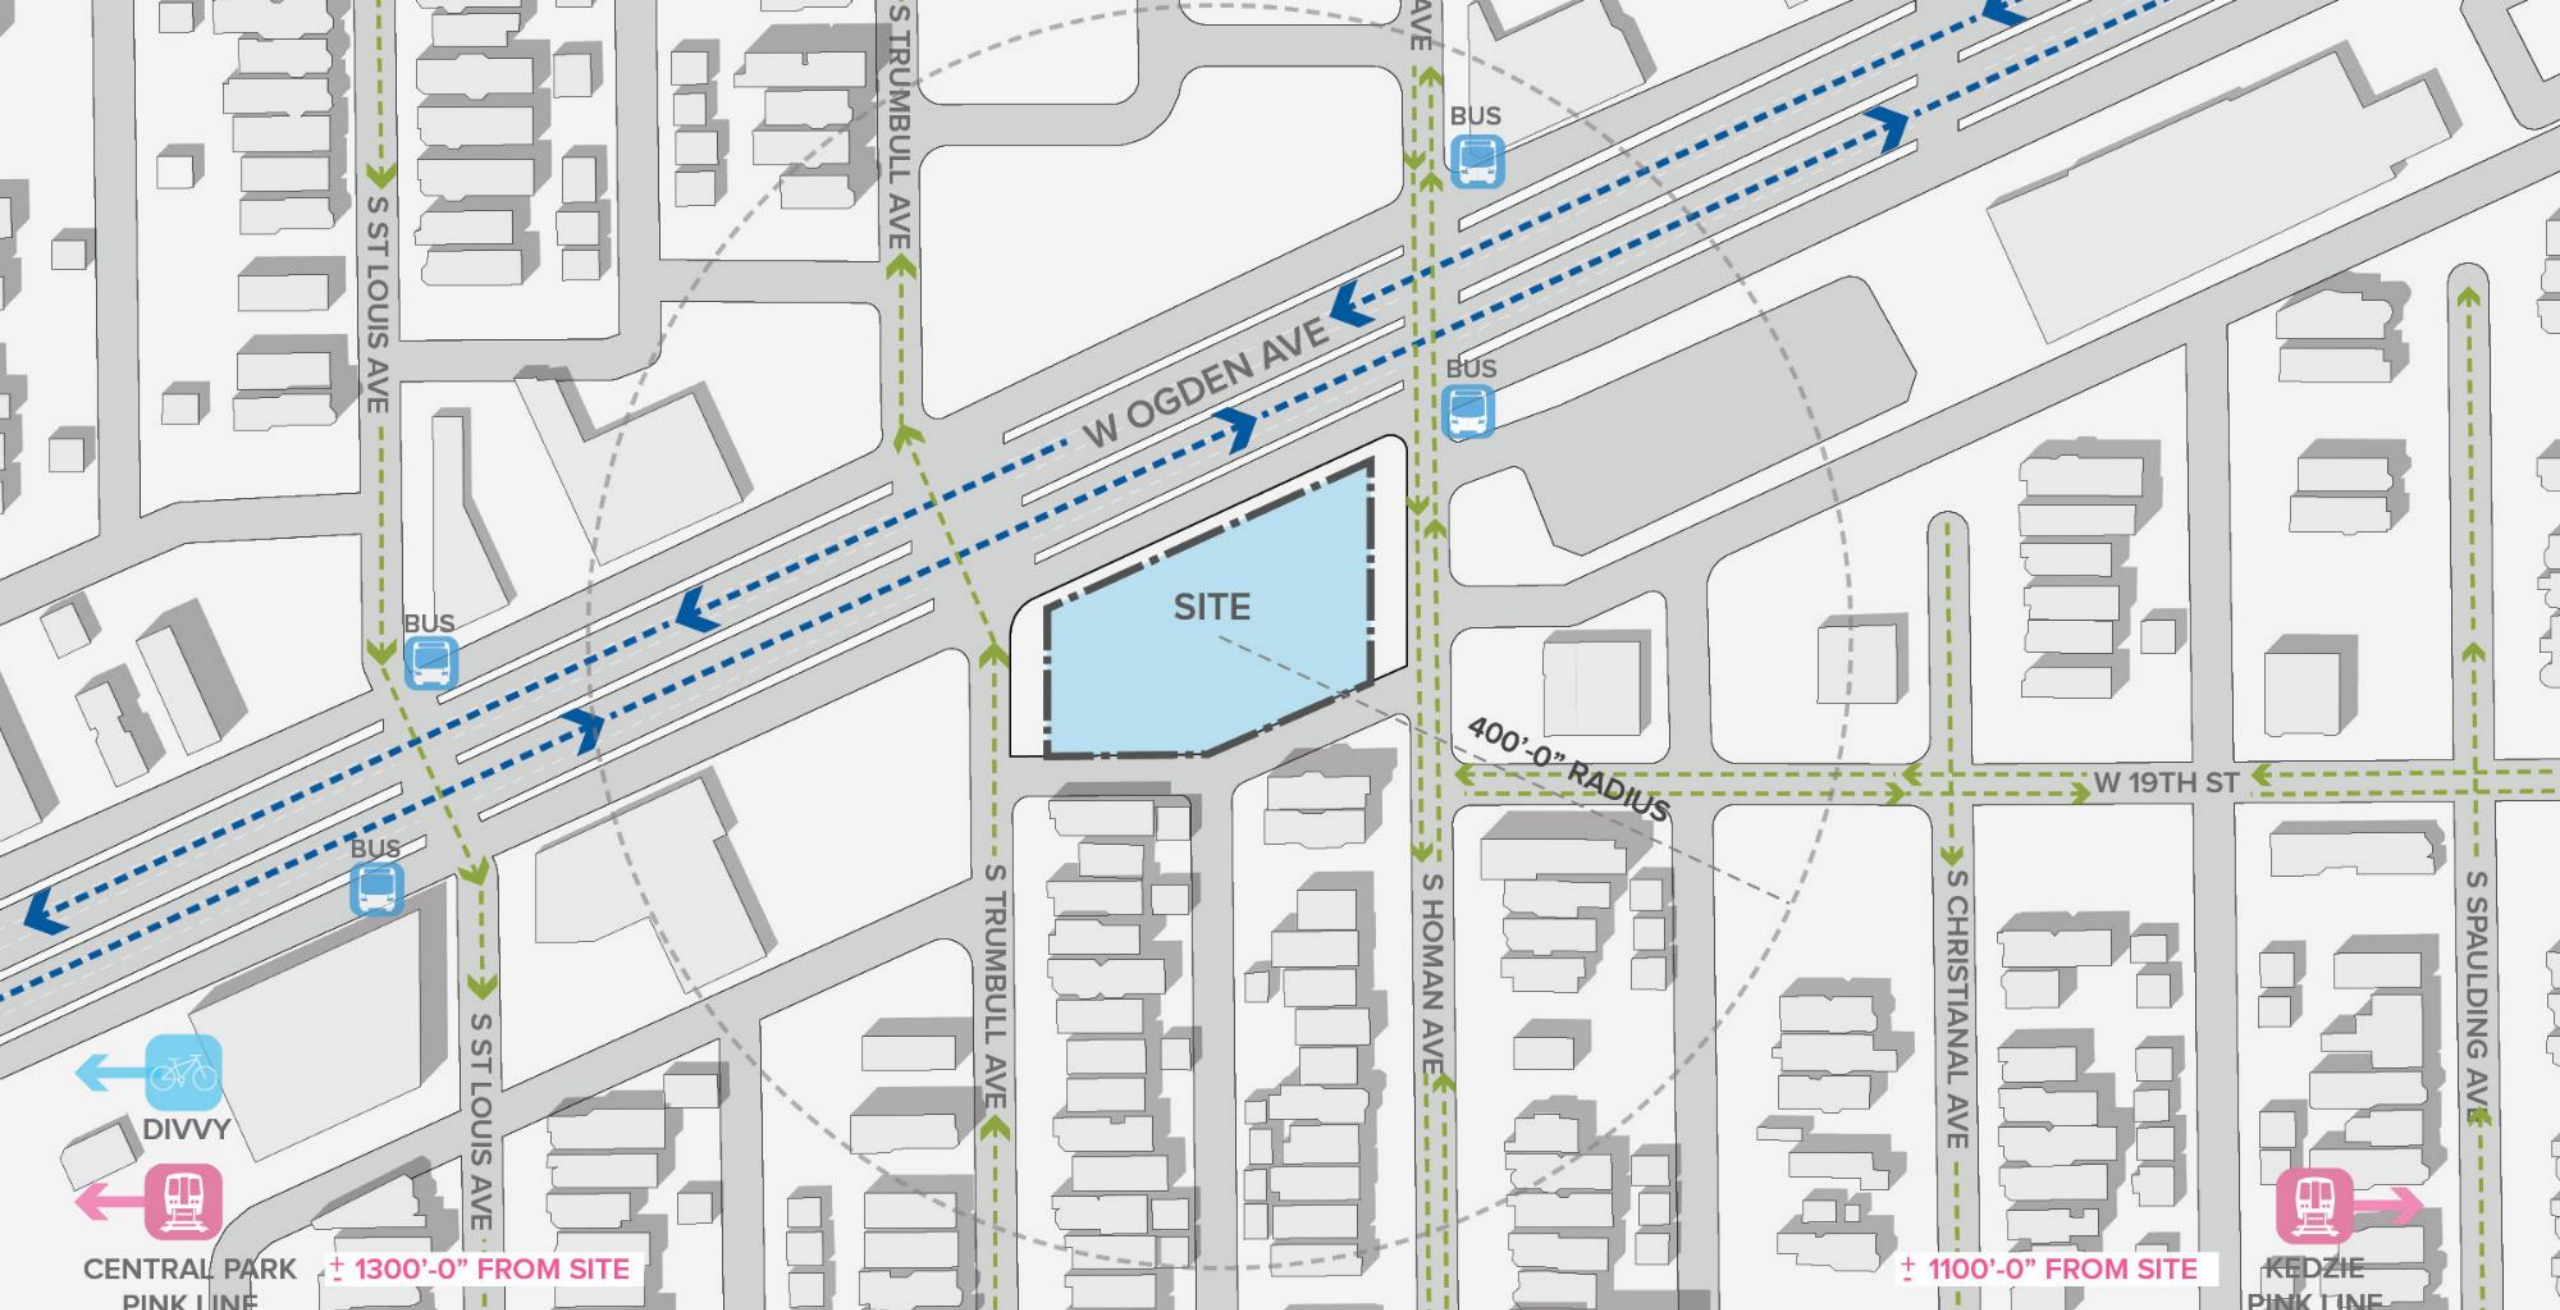 S TRUMBULL AVE
AVE
BUS
S ST LOUIS AVE
W OGDEN AVE
BUS
SITE
BUS
400'-0" RADIUS
W 19TH ST
BUS
S TRUMBULL AVE
S HOMAN AVE
S CHRISTIANAL AVE
S SPAULDING AVE
S ST LOUIS AVE
DIVVY
CENTRAL PARK
PINK LINE
± 1300'-0" FROM SITE
± 1100'-0" FROM SITE
KEDZIE
PINK LINE